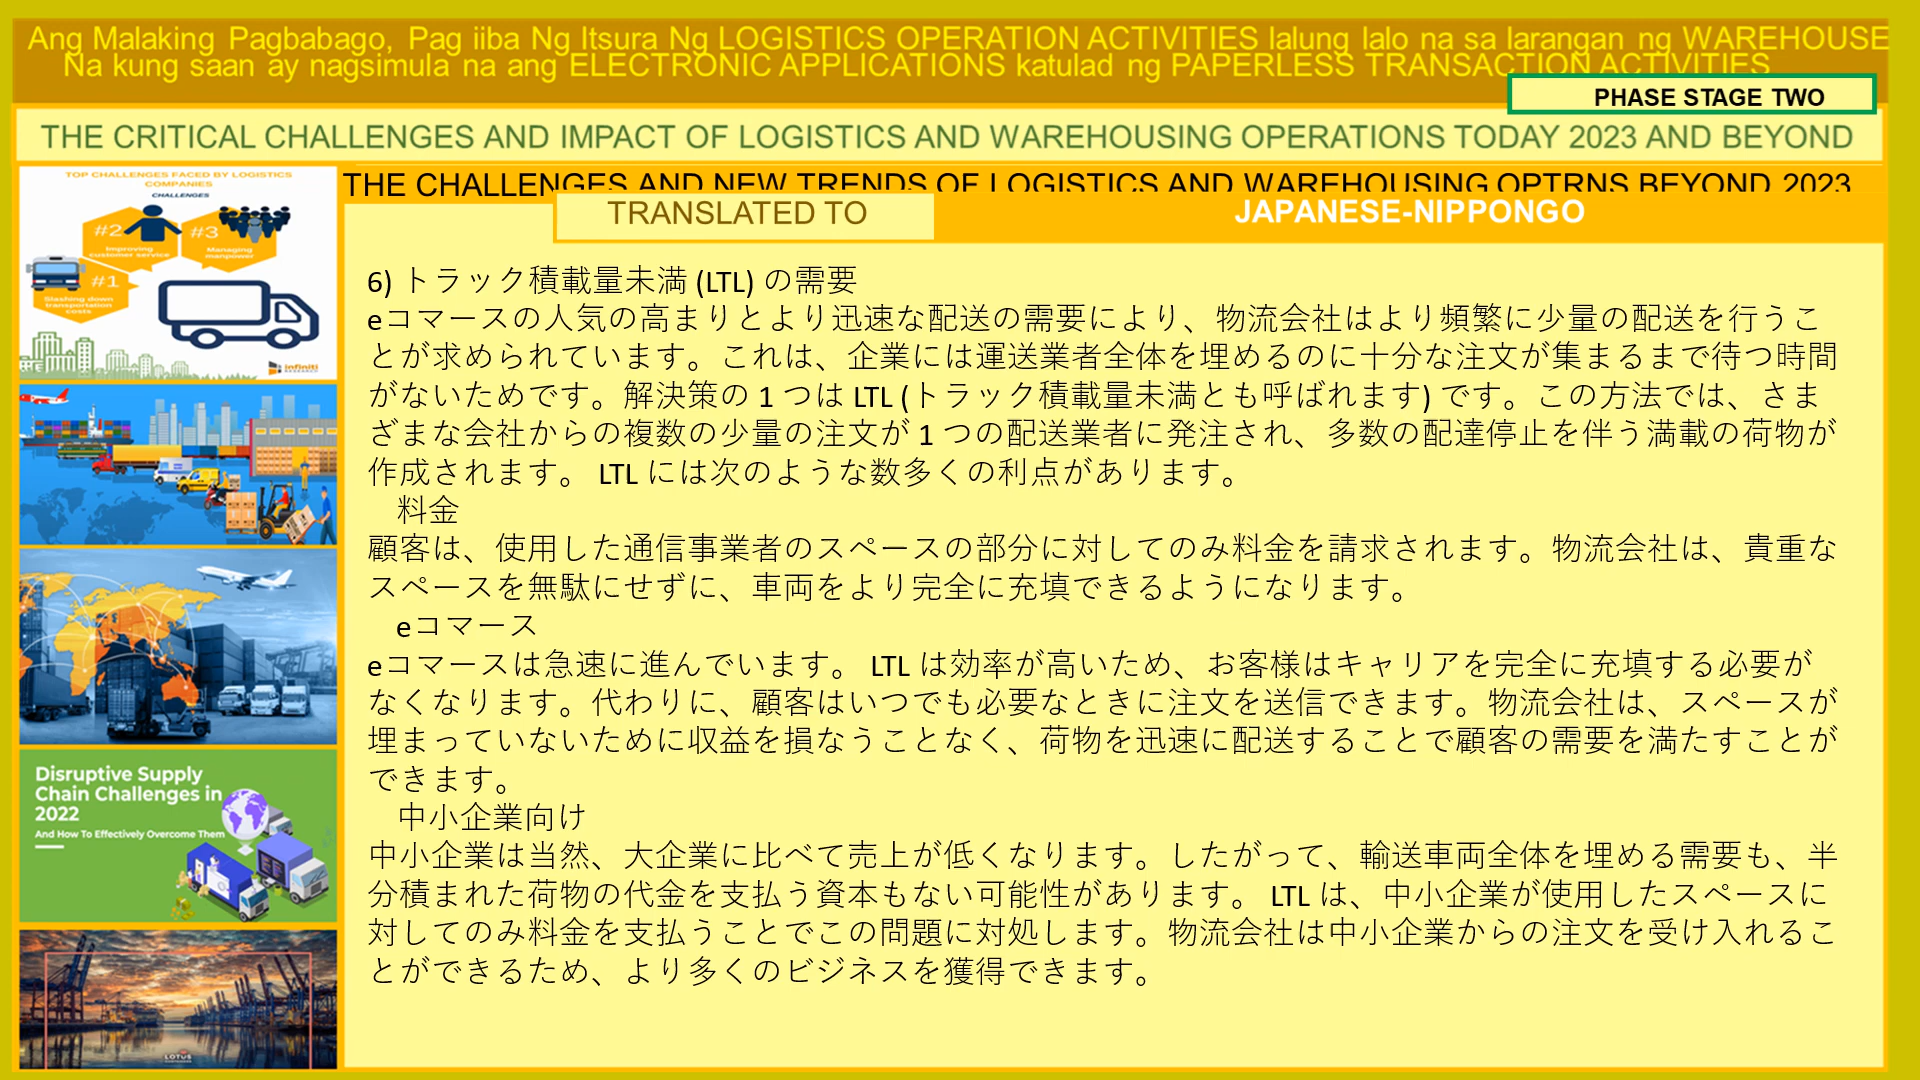 Ang Malaking Pagbabago, Pag iiba Ng Itsura Ng LOGISTICS OPERATION ACTIVITIES lalung lalo na sa larangan ng WAREHOUSE
Na kung saan ay nagsimula na ang ELECTRONIC APPLICATIONS katulad ng PAPERLESS TRANSACTION ACTIVITIES
PHASE STAGE TWO
THE CRITICAL CHALLENGES AND IMPACT OF LOGISTICS AND WAREHOUSING OPERATIONS TODAY 2023 AND BEYOND
THE CHALLENGES AND NEW TRENDS OF LOGISTICS AND WAREHOUSING OPTRNS BEYOND 2023
TRANSLATED TO
JAPANESE-NIPPONGO
TOP CHALLENGES FACED BY LOGISTICS
COMPANIES
CHALLENGES
#2
Improving
customer service
#3
Managing
manpower
#1
Slashing down
transportation
costs
infiniti
RESEARCH
Disruptive Supply
Chain Challenges in
2022
And How To Effectively Overcome Them
LOTUS
6) トラック積載量未満 (LTL) の需要
eコマースの人気の高まりとより迅速な配送の需要により、物流会社はより頻繁に少量の配送を行うこ
とが求められています。これは、企業には運送業者全体を埋めるのに十分な注文が集まるまで待つ時間
がないためです。解決策の 1 つは LTL (トラック積載量未満とも呼ばれます) です。この方法では、さま
ざまな会社からの複数の少量の注文が 1 つの配送業者に発注され、多数の配達停止を伴う満載の荷物が
作成されます。 LTL には次のような数多くの利点があります。
料金
顧客は、使用した通信事業者のスペースの部分に対してのみ料金を請求されます。物流会社は、貴重な
スペースを無駄にせずに、車両をより完全に充填できるようになります。
eコマース
eコマースは急速に進んでいます。 LTL は効率が高いため、お客様はキャリアを完全に充填する必要が
なくなります。代わりに、顧客はいつでも必要なときに注文を送信できます。物流会社は、スペースが
埋まっていないために収益を損なうことなく、荷物を迅速に配送することで顧客の需要を満たすことが
できます。
中小企業向け
中小企業は当然、大企業に比べて売上が低くなります。したがって、輸送車両全体を埋める需要も、半
分積まれた荷物の代金を支払う資本もない可能性があります。 LTL は、中小企業が使用したスペースに
対してのみ料金を支払うことでこの問題に対処します。物流会社は中小企業からの注文を受け入れるこ
とができるため、より多くのビジネスを獲得できます。